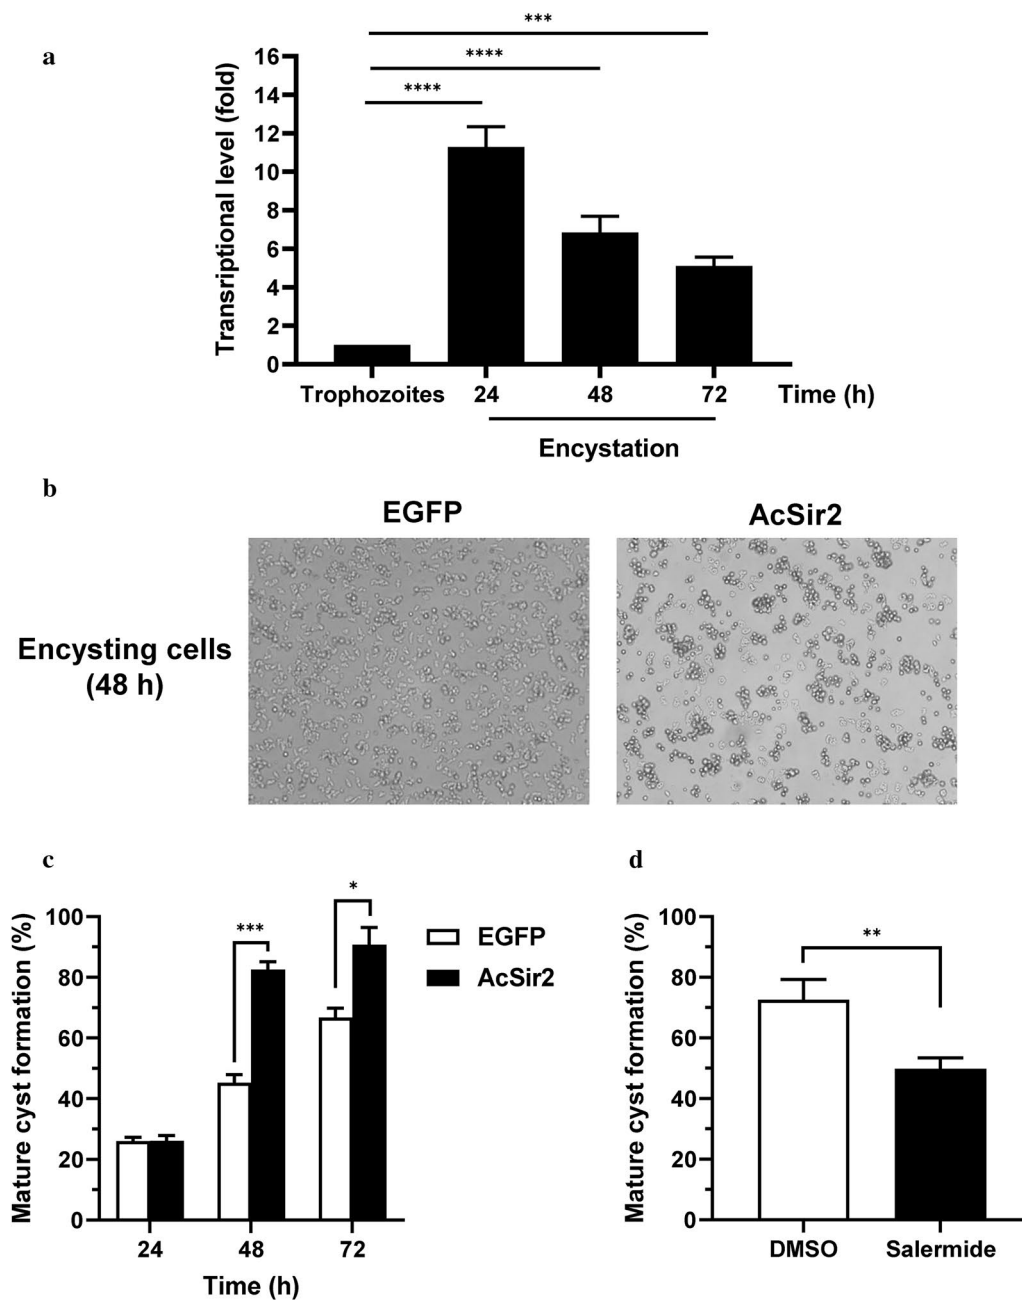 a
***
****
****
Transriptional level (fold)
16
14
12
10
8
6
4
2
0
Trophozoites 24 48 72 Time (h)
Encystation
b
EGFP AcSir2
Encysting cells
(48 h)
c
Mature cyst formation (%)
100
80
60
40
20
0
***
*
EGFP
AcSir2
24 48 72
Time (h)
d
Mature cyst formation (%)
100
80
60
40
20
0
**
DMSO Salermide